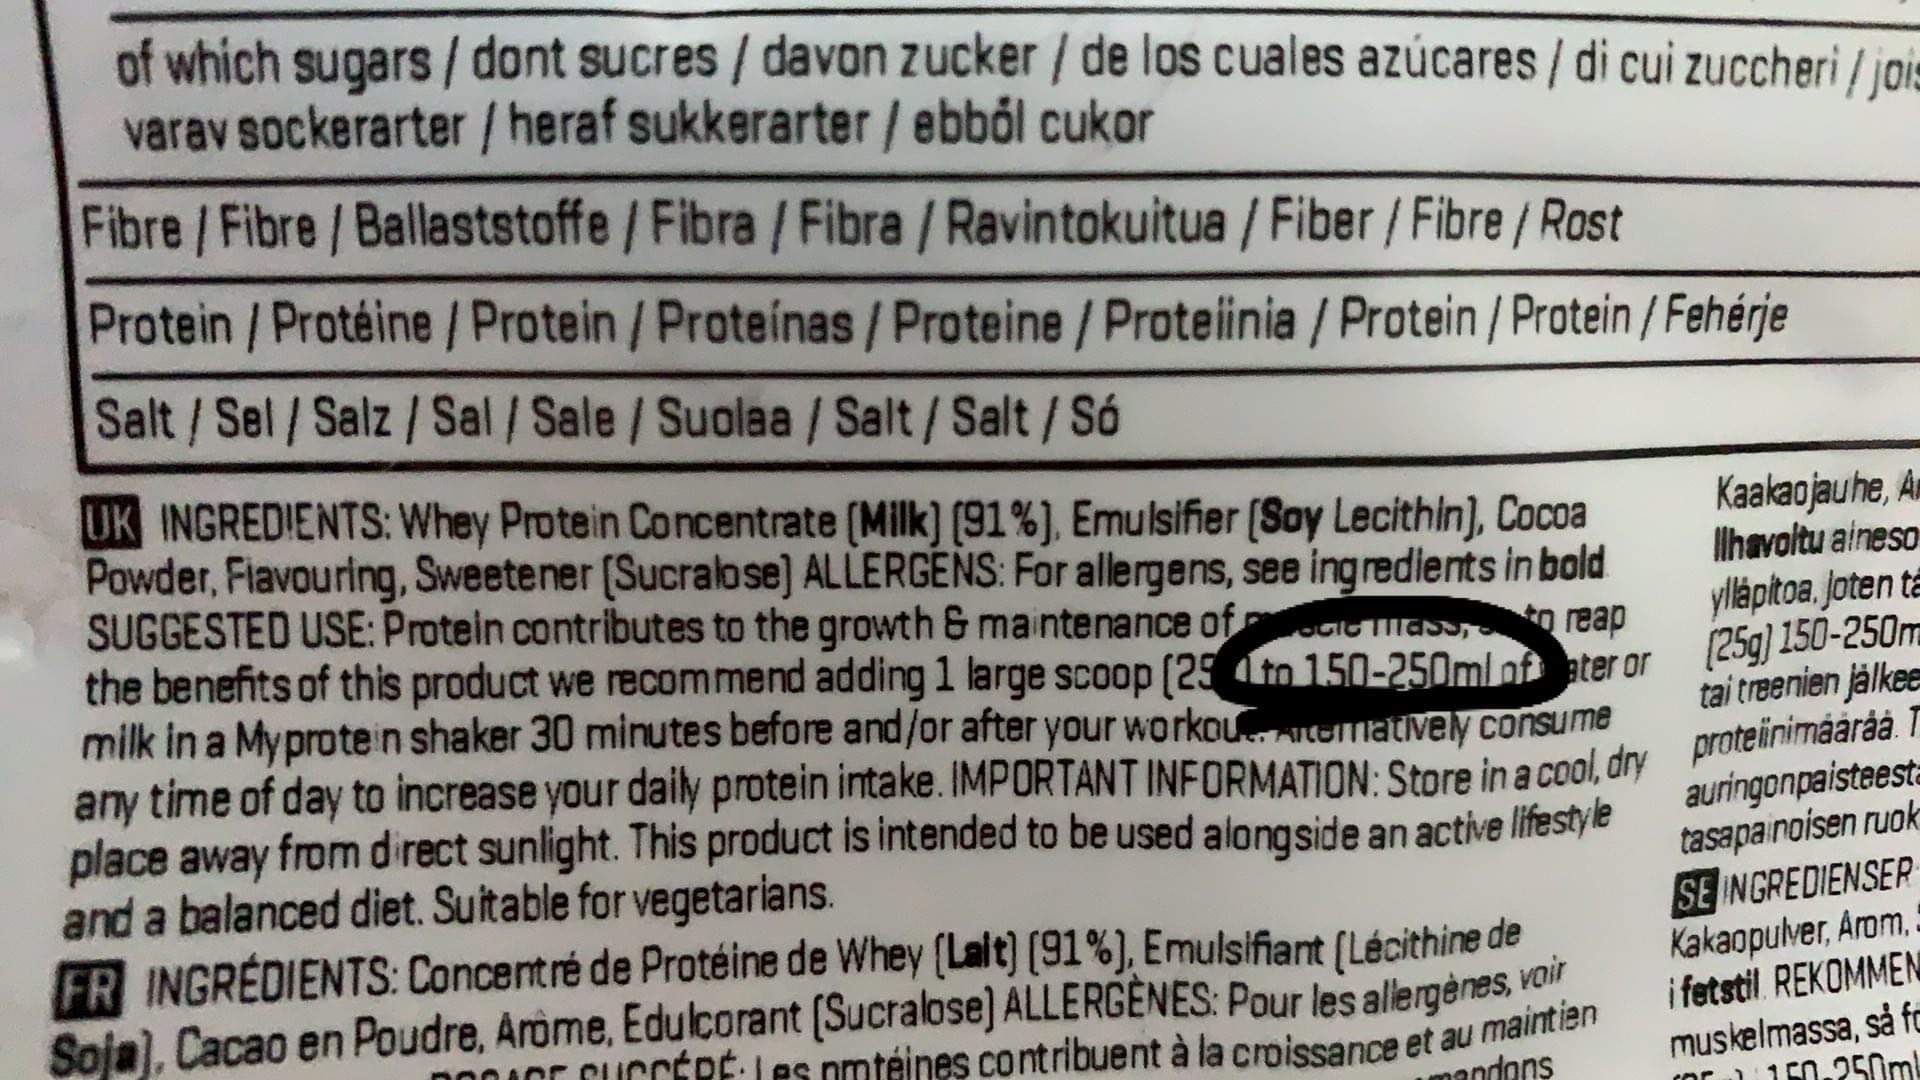 of which sugars / dont sucres / davon zucker / de los cuales azúcares / di cui zuccheri / jois
varav sockerarter / heraf sukkerarter / ebből cukor
Fibre / Fibre / Ballaststoffe / Fibra / Fibra / Ravintokuitua / Fiber / Fibre / Rost
Protein / Protéine / Protein / Proteínas / Proteine / Proteiinia / Protein / Protein / Fehérje
Salt / Sel / Salz / Sal / Sale / Suolaa / Salt / Salt / Só
UK INGREDIENTS: Whey Protein Concentrate (Milk) (91%), Emulsifier (Soy Lecithin), Cocoa
Powder, Flavouring, Sweetener (Sucralose) ALLERGENS: For allergens, see ingredients in bold.
SUGGESTED USE: Protein contributes to the growth & maintenance of muscle mass, to reap
the benefits of this product we recommend adding 1 large scoop (25 to 150-250ml of water or
milk in a Myprotein shaker 30 minutes before and/or after your workout. Alternatively consume
any time of day to increase your daily protein intake. IMPORTANT INFORMATION: Store in a cool, dry
place away from direct sunlight. This product is intended to be used alongside an active lifestyle
and a balanced diet. Suitable for vegetarians.
FR INGRÉDIENTS: Concentré de Protéine de Whey (Lait) (91%), Emulsifiant (Lécithine de
Soja), Cacao en Poudre, Arôme, Edulcorant (Sucralose) ALLERGÈNES: Pour les allergènes, voir
Les protéines contribuent à la croissance et au maintien
Kaakaojauhe,
ylläpitoa, joten
(25g) 150-250m
tai treenien jälkee
proteiinimäärää.
auringonpaisteesta
tasapainoisen ruok
SE INGREDIENSER
Kakaopulver, Arom,
i fetstil. REKOMMEN
muskelmassa, så
150-250ml